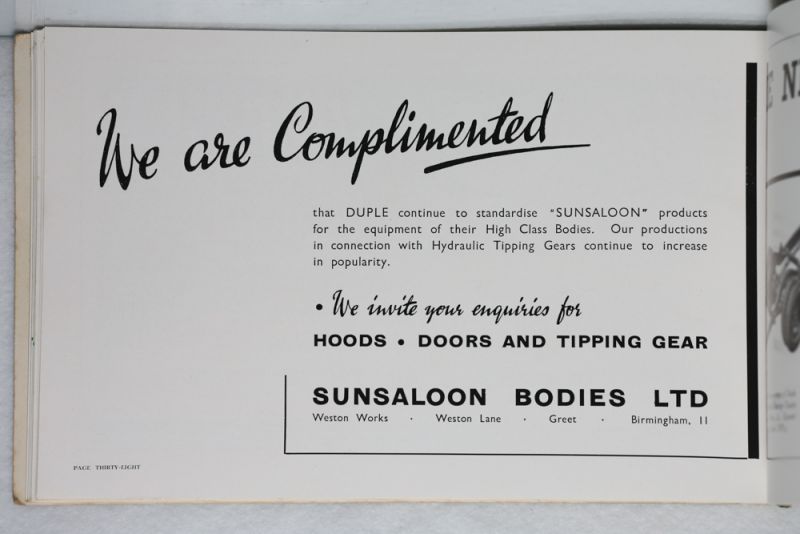 We are Complimented
that DUPLE continue to standardise "SUNSALOON" products
for the equipment of their High Class Bodies. Our productions
in connection with Hydraulic Tipping Gears continue to increase
in popularity.
• We invite your enquiries for
HOODS • DOORS AND TIPPING GEAR
SUNSALOON BODIES LTD
Weston Works · Weston Lane · Greet · Birmingham, 11
PAGE THIRTY-EIGHT